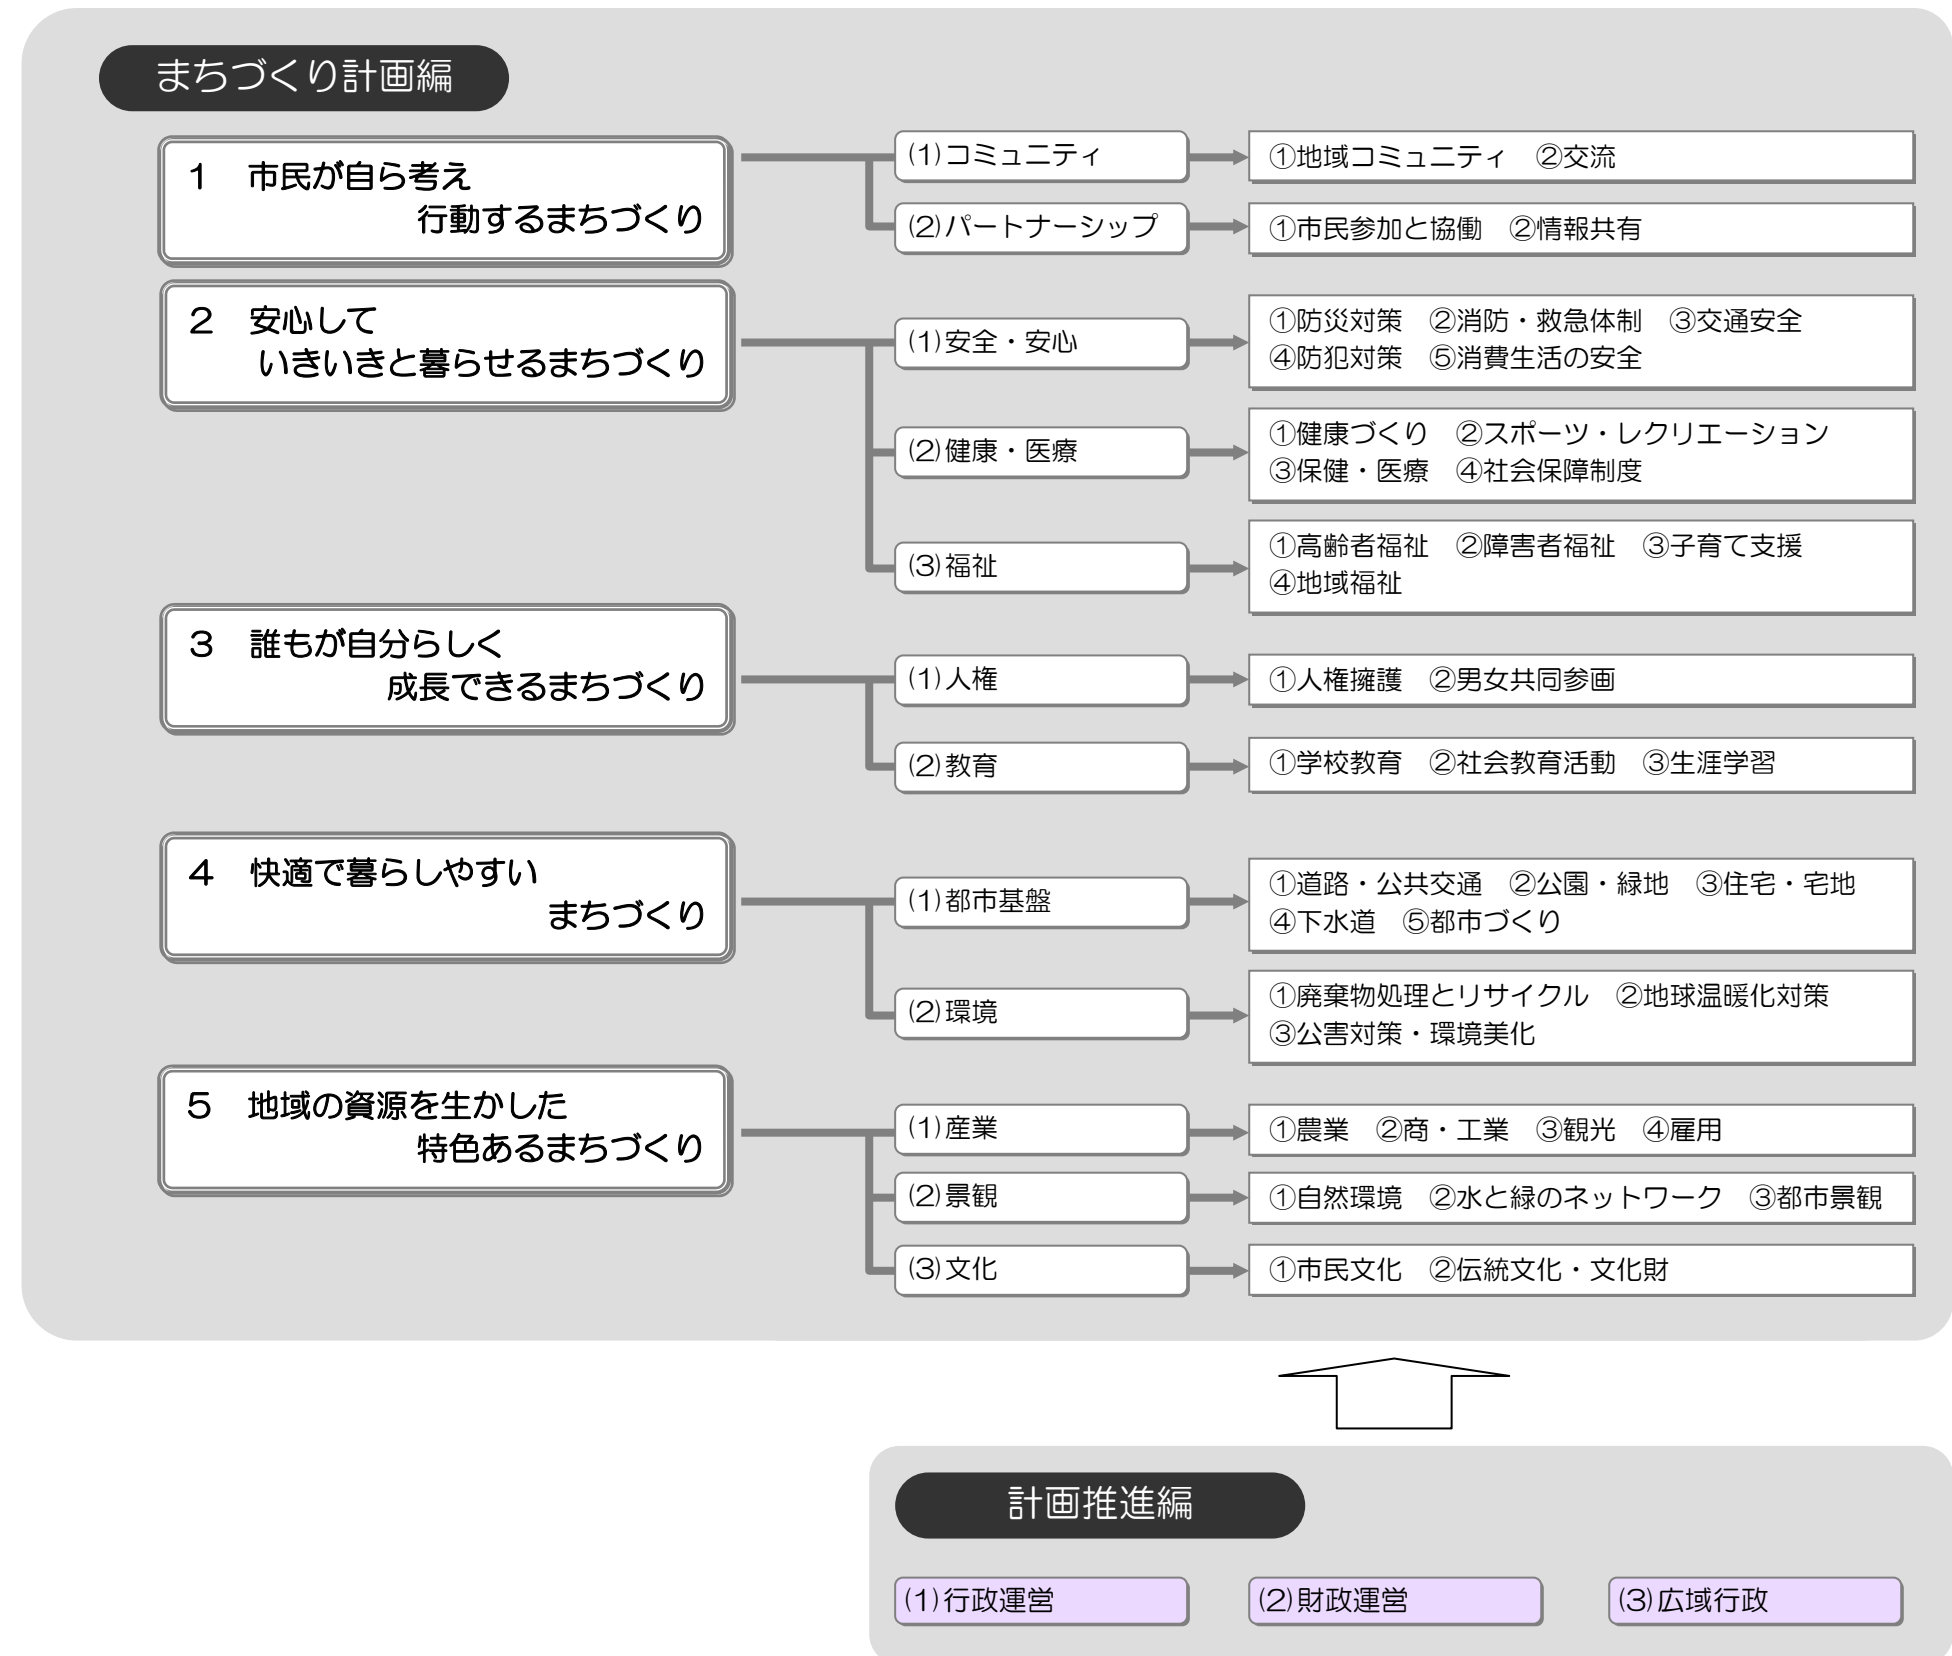 まちづくり計画編
1　市民が自ら考え
行動するまちづくり
(1)コミュニティ
①地域コミュニティ　②交流
(2)パートナーシップ
①市民参加と協働　②情報共有
2　安心して
いきいきと暮らせるまちづくり
(1)安全・安心
①防災対策　②消防・救急体制　③交通安全
④防犯対策　⑤消費生活の安全
(2)健康・医療
①健康づくり　②スポーツ・レクリエーション
③保健・医療　④社会保障制度
(3)福祉
①高齢者福祉　②障害者福祉　③子育て支援
④地域福祉
3　誰もが自分らしく
成長できるまちづくり
(1)人権
①人権擁護　②男女共同参画
(2)教育
①学校教育　②社会教育活動　③生涯学習
4　快適で暮らしやすい
まちづくり
(1)都市基盤
①道路・公共交通　②公園・緑地　③住宅・宅地
④下水道　⑤都市づくり
(2)環境
①廃棄物処理とリサイクル　②地球温暖化対策
③公害対策・環境美化
5　地域の資源を生かした
特色あるまちづくり
(1)産業
①農業　②商・工業　③観光　④雇用
(2)景観
①自然環境　②水と緑のネットワーク　③都市景観
(3)文化
①市民文化　②伝統文化・文化財
計画推進編
(1)行政運営
(2)財政運営
(3)広域行政